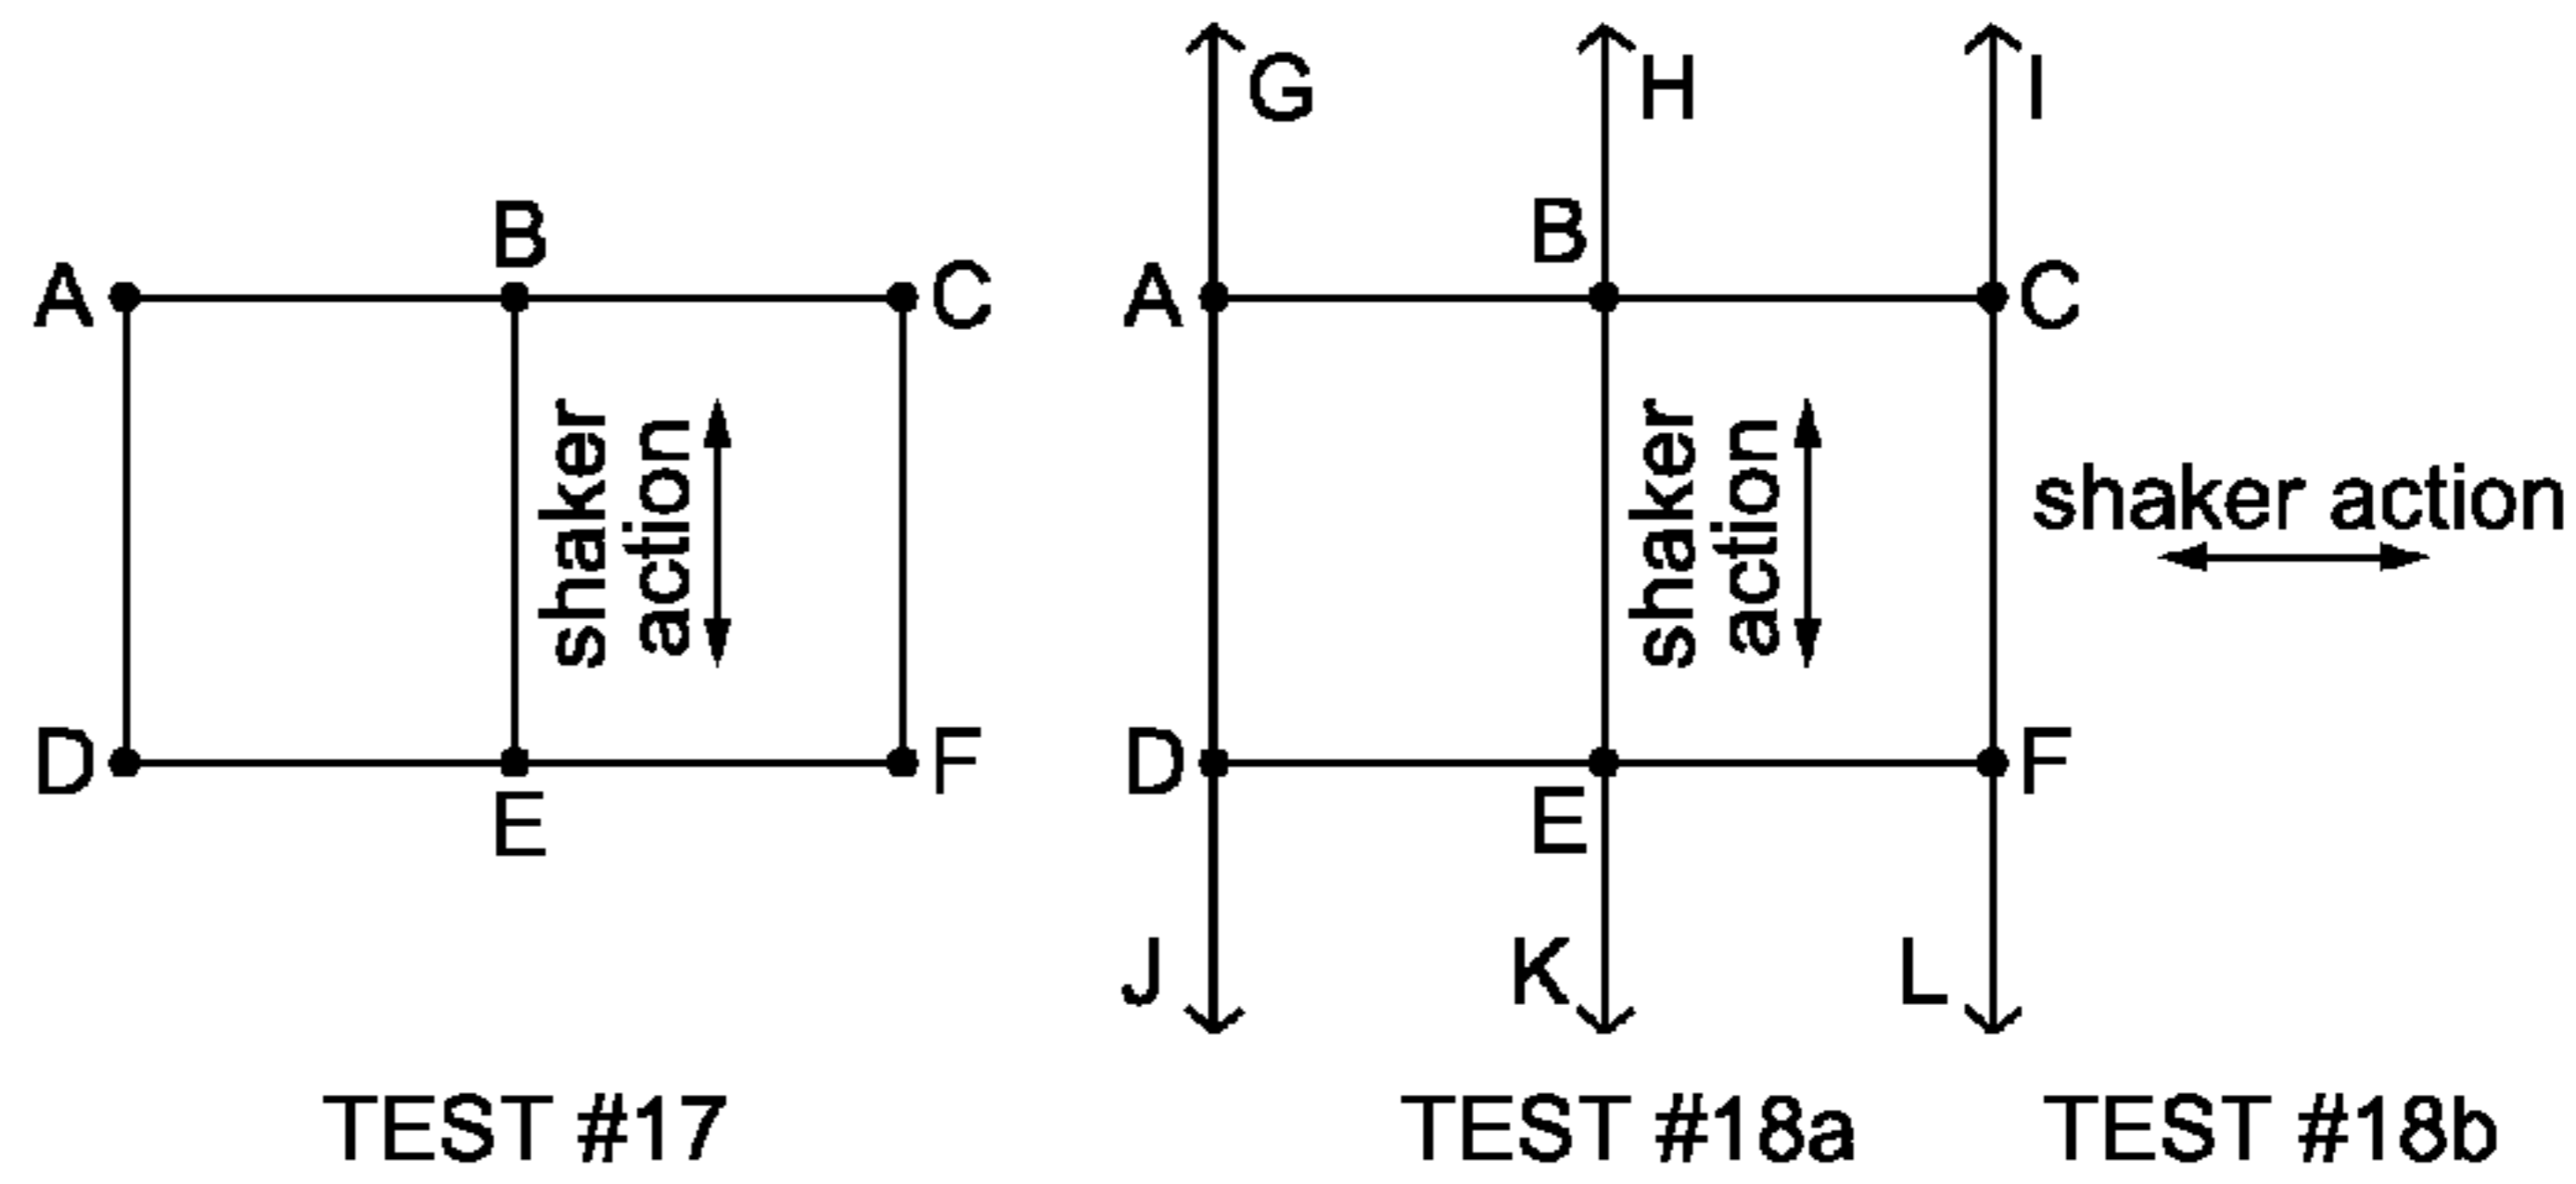 G H I
B B
A C A C
shaker action
shaker action
shaker action
D F D F
E E
J K L
TEST #17 TEST #18a TEST #18b